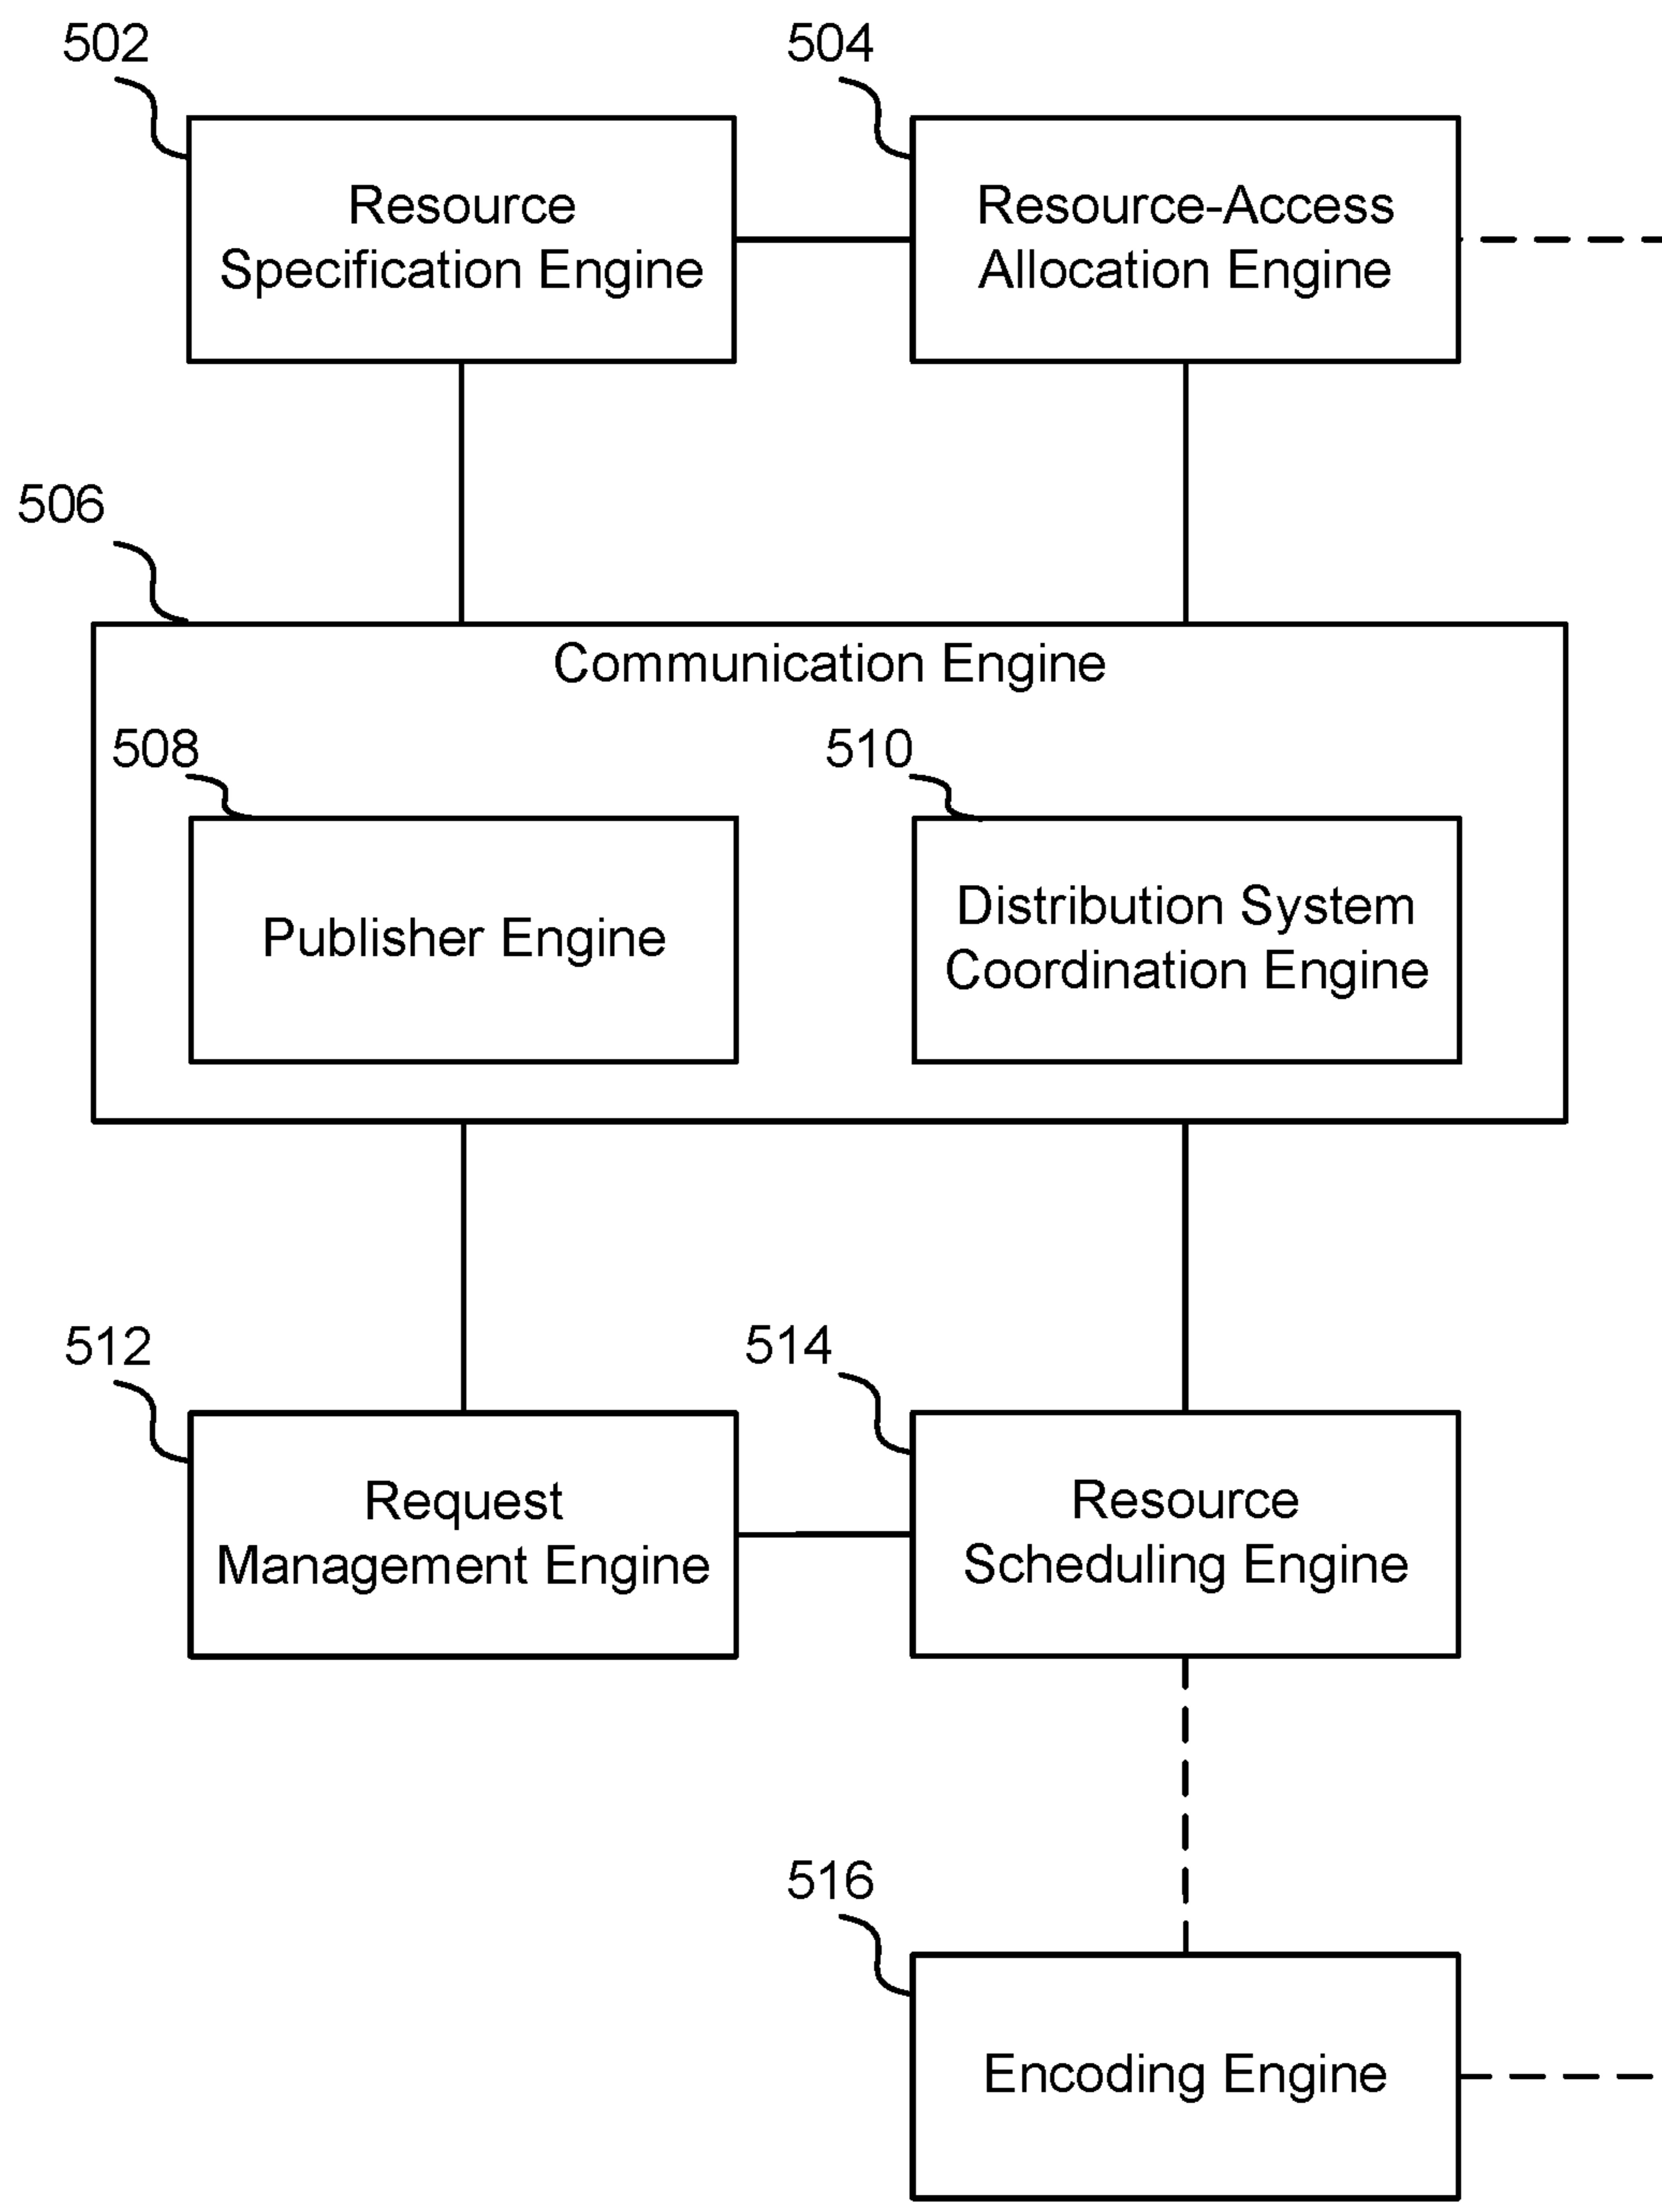 502
504
Resource
Specification Engine
Resource-Access
Allocation Engine
506
Communication Engine
508
510
Publisher Engine
Distribution System
Coordination Engine
512
514
Request
Management Engine
Resource
Scheduling Engine
516
Encoding Engine